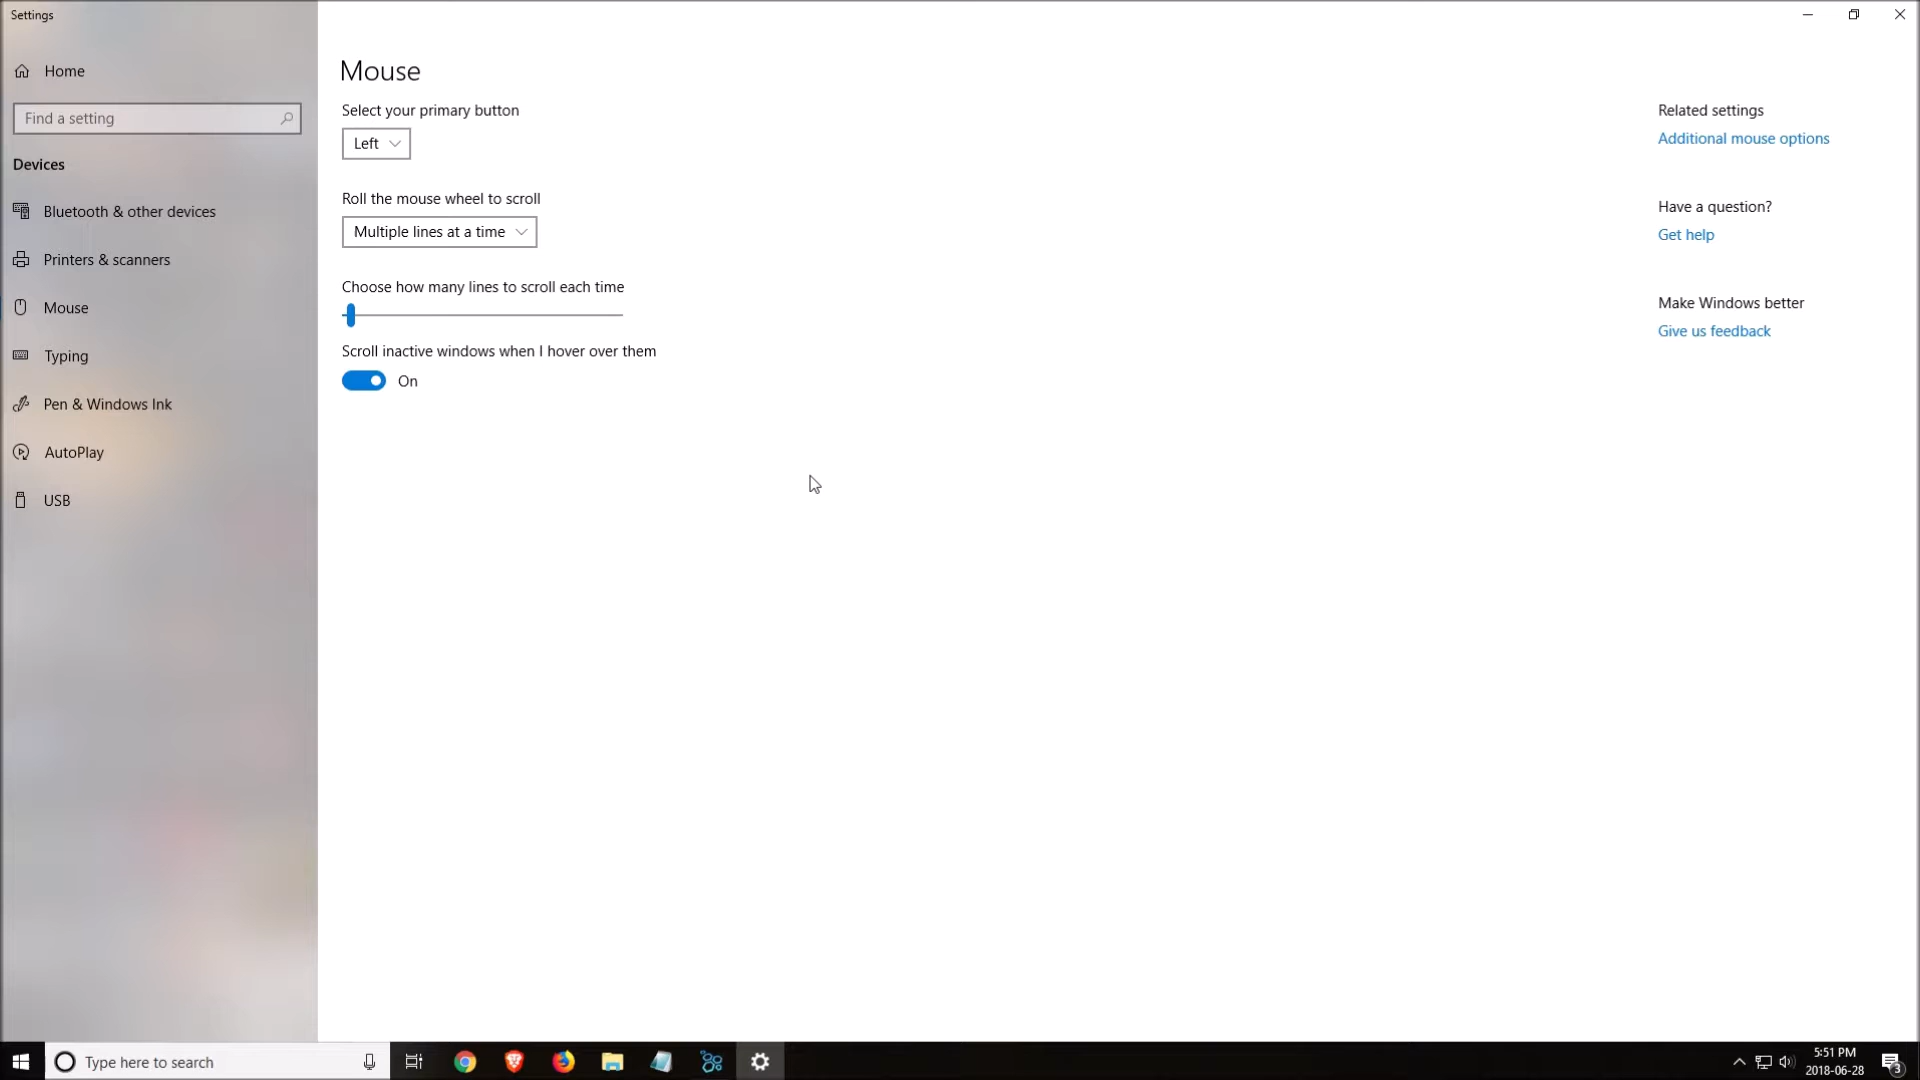 Settings
Home
Find a setting
Devices
Bluetooth & other devices
Printers & scanners
Mouse
Typing
Pen & Windows Ink
AutoPlay
USB
Mouse
Select your primary button
Left
Roll the mouse wheel to scroll
Multiple lines at a time
Choose how many lines to scroll each time
Scroll inactive windows when I hover over them
On
Related settings
Additional mouse options
Have a question?
Get help
Make Windows better
Give us feedback
Type here to search
5:51 PM
2018-06-28
3